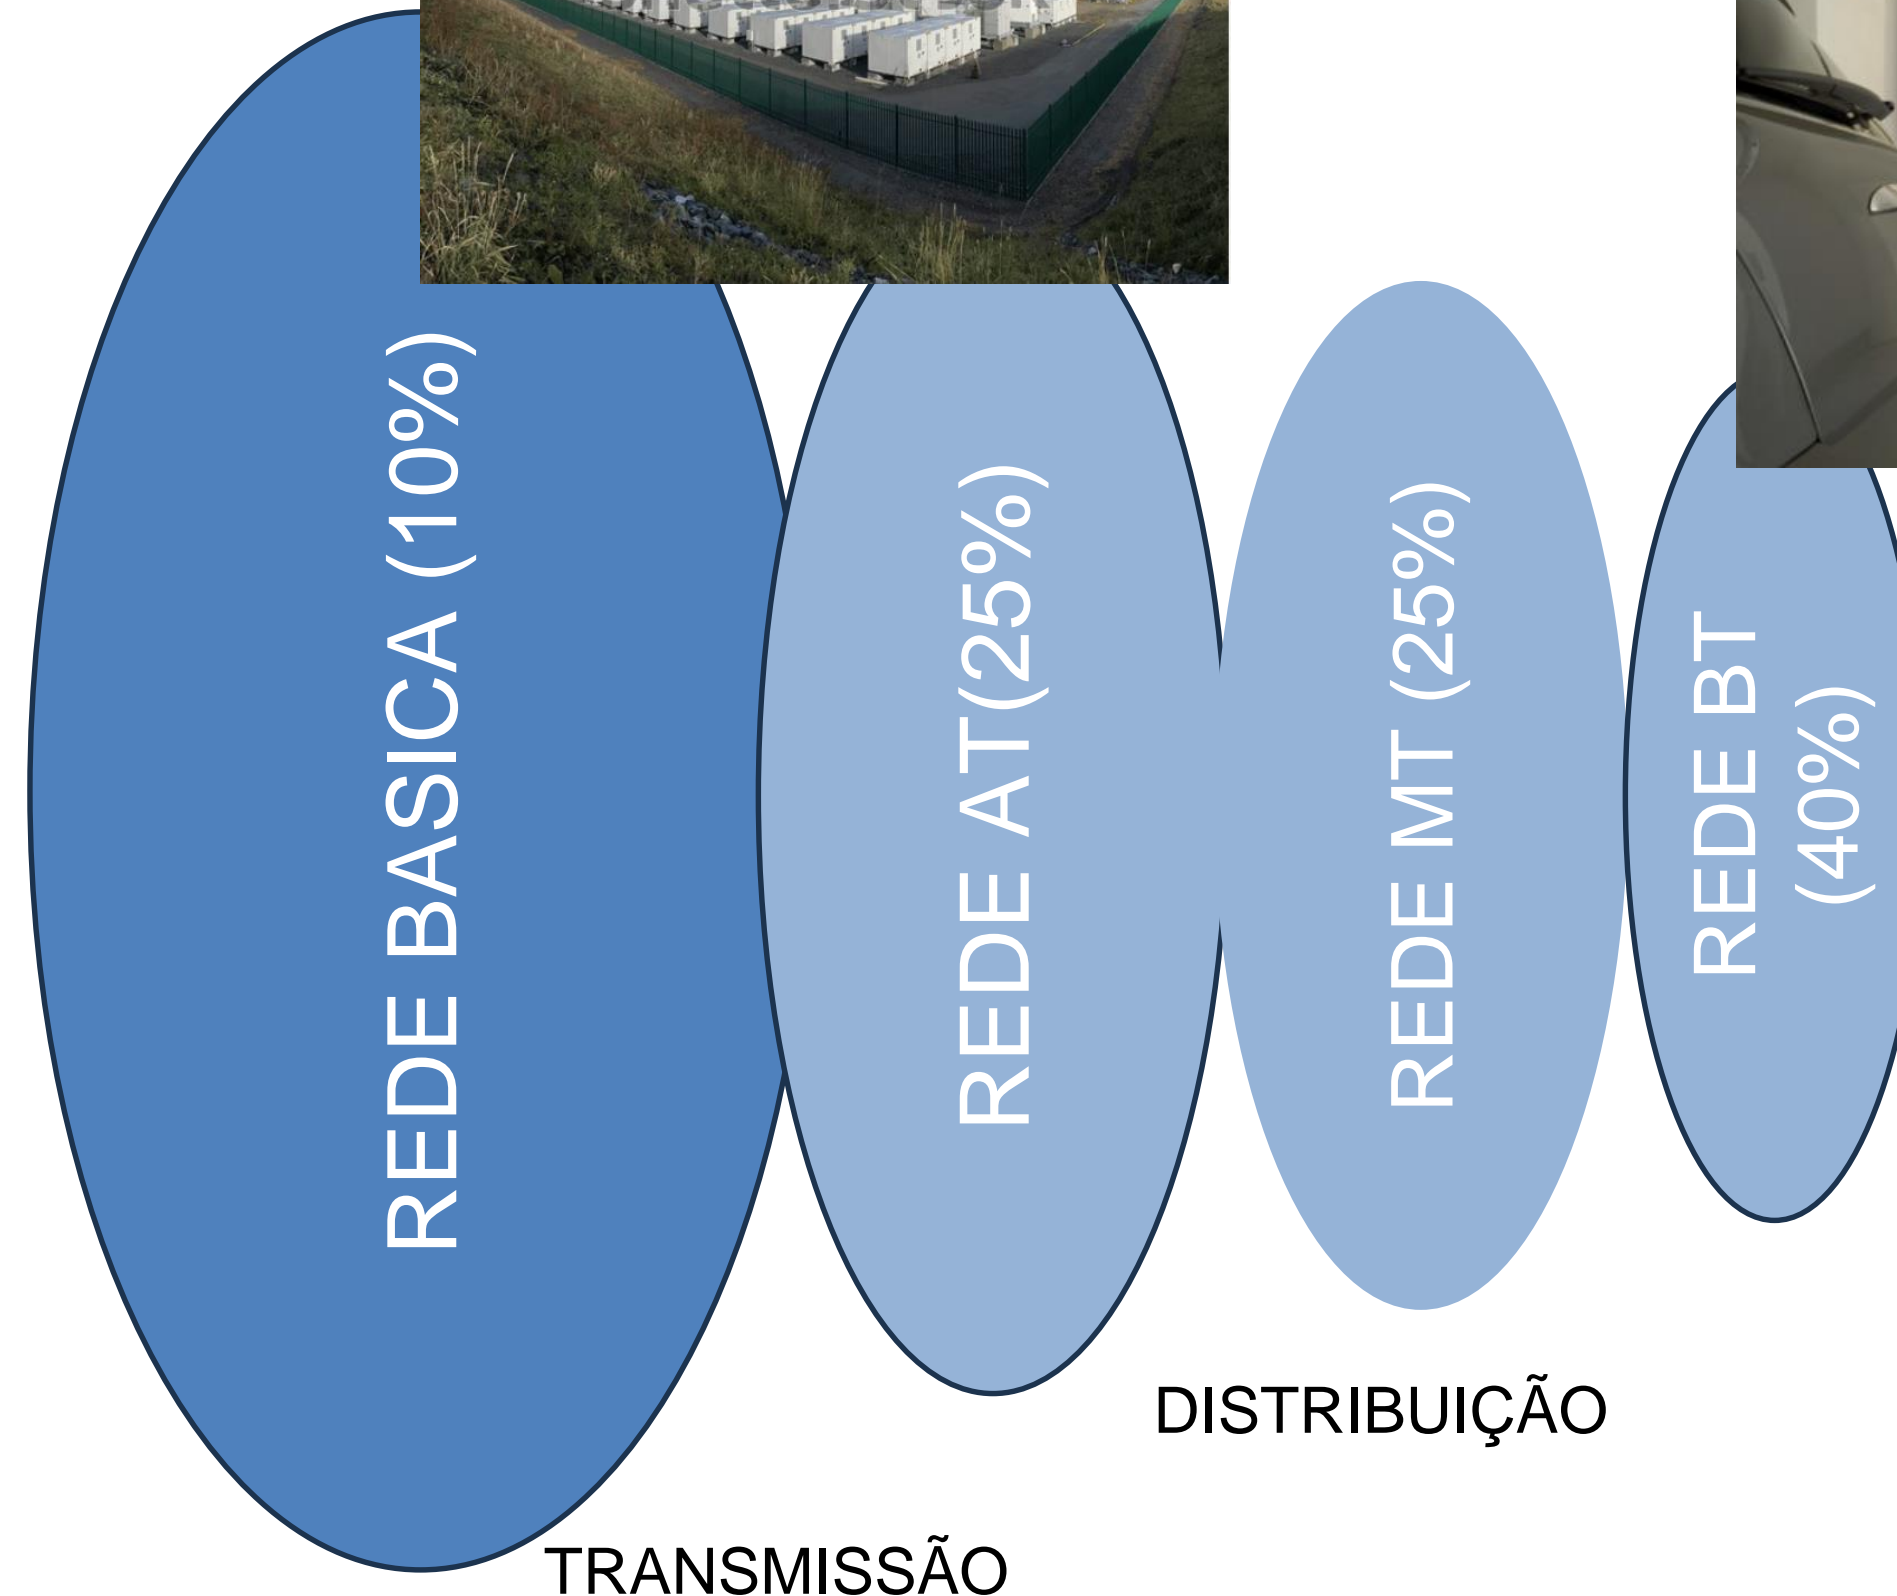 REDE BASICA (10%)
REDE AT(25%)
REDE MT (25%)
REDE BT
(40%)
DISTRIBUIÇÃO
TRANSMISSÃO